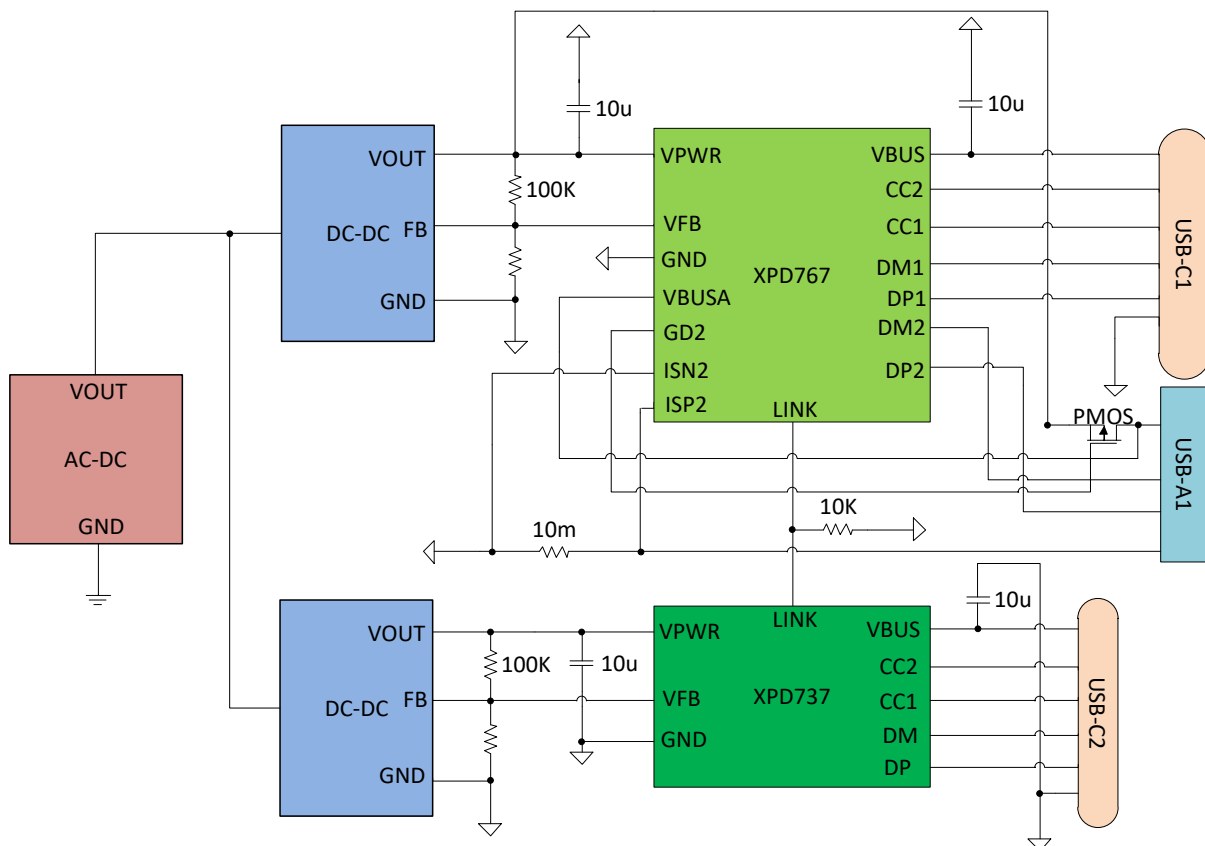 10u
10u
VOUT
FB
DC-DC
GND
100K
VPWR
VFB
GND
VBUSA
GD2
ISN2
ISP2
XPD767
LINK
VBUS
CC2
CC1
DM1
DP1
DM2
DP2
USB-C1
PMOS
USB-A1
VOUT
AC-DC
GND
10m
10K
VOUT
FB
DC-DC
GND
100K
10u
LINK
VPWR
VFB
GND
XPD737
VBUS
CC2
CC1
DM
DP
10u
USB-C2